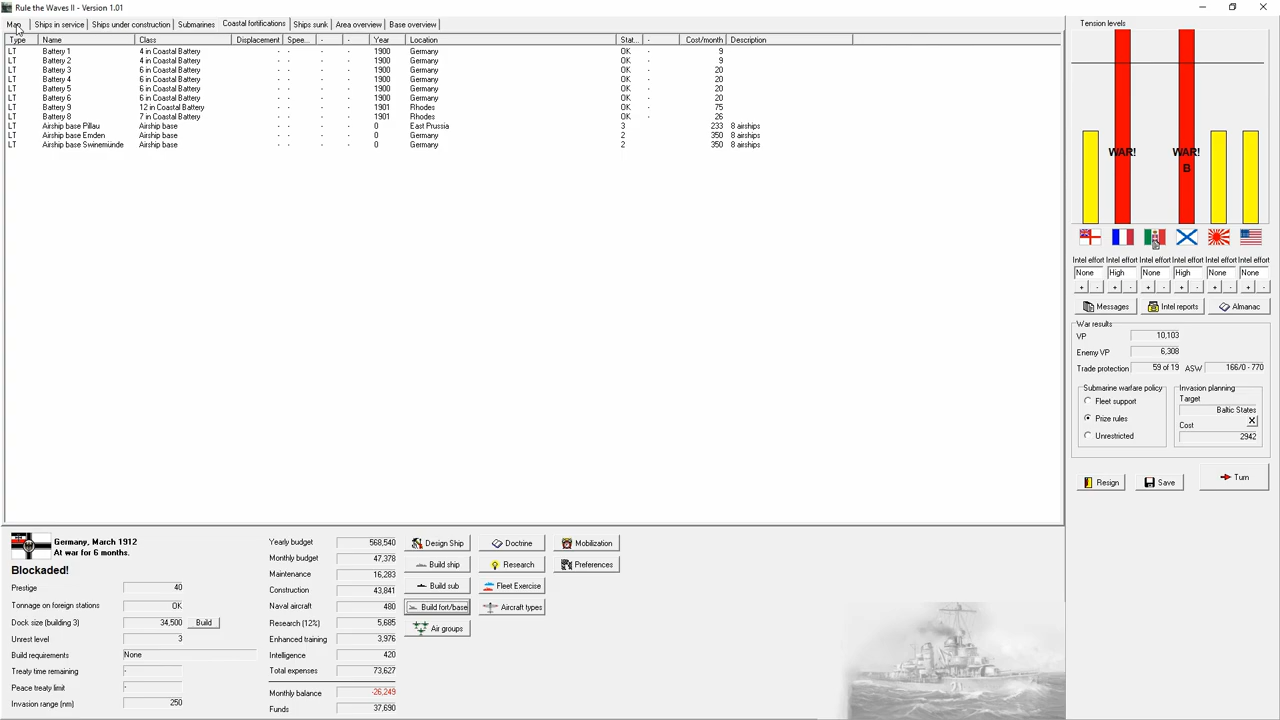 Rule the Waves II - Version 1.01
Map Ships in service Ships under construction Submarines Coastal fortifications Ships sunk Area overview Base overview
Type Name Class Displacement Spee... - - Year Location Stat... - Cost/month Description
LT Battery 1 4 in Coastal Battery - - 1900 Germany OK - 9
LT Battery 2 4 in Coastal Battery - - 1900 Germany OK - 9
LT Battery 3 6 in Coastal Battery - - 1900 Germany OK - 20
LT Battery 4 6 in Coastal Battery - - 1900 Germany OK - 20
LT Battery 5 6 in Coastal Battery - - 1900 Germany OK - 20
LT Battery 6 6 in Coastal Battery - - 1900 Germany OK - 20
LT Battery 9 12 in Coastal Battery - - 1901 Rhodes OK - 75
LT Battery 8 7 in Coastal Battery - - 1901 Rhodes OK - 26
LT Airship base Pillau Airship base - - 0 East Prussia 3 233 8 airships
LT Airship base Emden Airship base - - 0 Germany 2 350 8 airships
LT Airship base Swinemünde Airship base - - 0 Germany 2 350 8 airships
Tension levels
WAR! WAR!
B
Intel effort Intel effort Intel effort Intel effort Intel effort Intel effort
None High None High None None
+ - + - + - + - + - + -
Messages Intel reports Almanac
War results
VP 10,103
Enemy VP 6,308
Trade protection 59 of 19 ASW 166/0 - 770
Submarine warfare policy
Fleet support
Prize rules
Unrestricted
Invasion planning
Target
Baltic States
X
Cost
2942
Resign Save Turn
Germany, March 1912
At war for 6 months.
Blockaded!
Prestige 40
Tonnage on foreign stations OK
Dock size (building 3) 34,500 Build
Unrest level 3
Build requirements None
Treaty time remaining -
Peace treaty limit -
Invasion range (nm) 250
Yearly budget 568,540
Monthly budget 47,378
Maintenance 16,283
Construction 43,841
Naval aircraft 480
Research (12%) 5,685
Enhanced training 3,976
Intelligence 420
Total expenses 73,627
Monthly balance -26,249
Funds 37,690
Design Ship Doctrine Mobilization
Build ship Research Preferences
Build sub Fleet Exercise
Build fort/base Aircraft types
Air groups